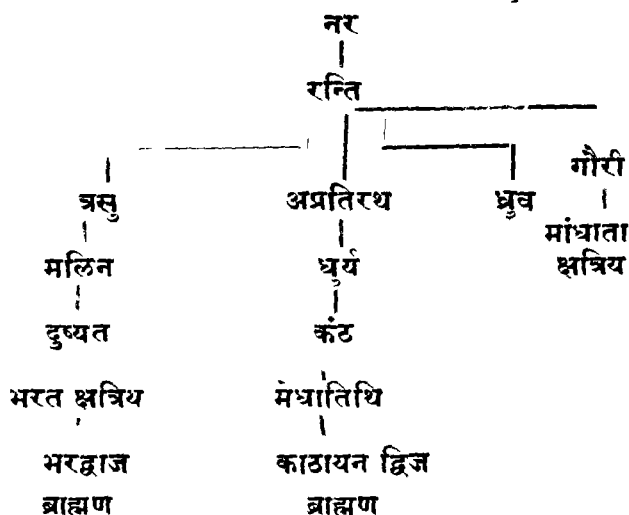 नर
रन्ति
गौरी
त्रसु अप्रतिरथ ध्रुव
मांधाता
मलिन धुर्य क्षत्रिय
दुष्यत कंठ
भरत क्षत्रिय मेधातिथि
भरद्वाज काठायन द्विज
ब्राह्मण ब्राह्मण